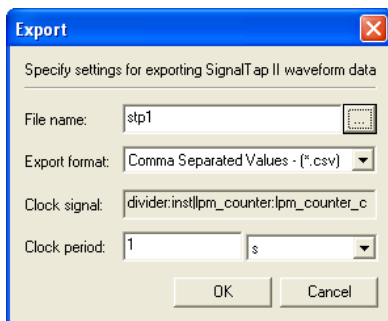 Export
Specify settings for exporting SignalTap II waveform data
File name: stp1 ...
Export format: Comma Separated Values - (*.csv)
Clock signal: divider:inst|lpm_counter:lpm_counter_c
Clock period: 1 s
OK Cancel